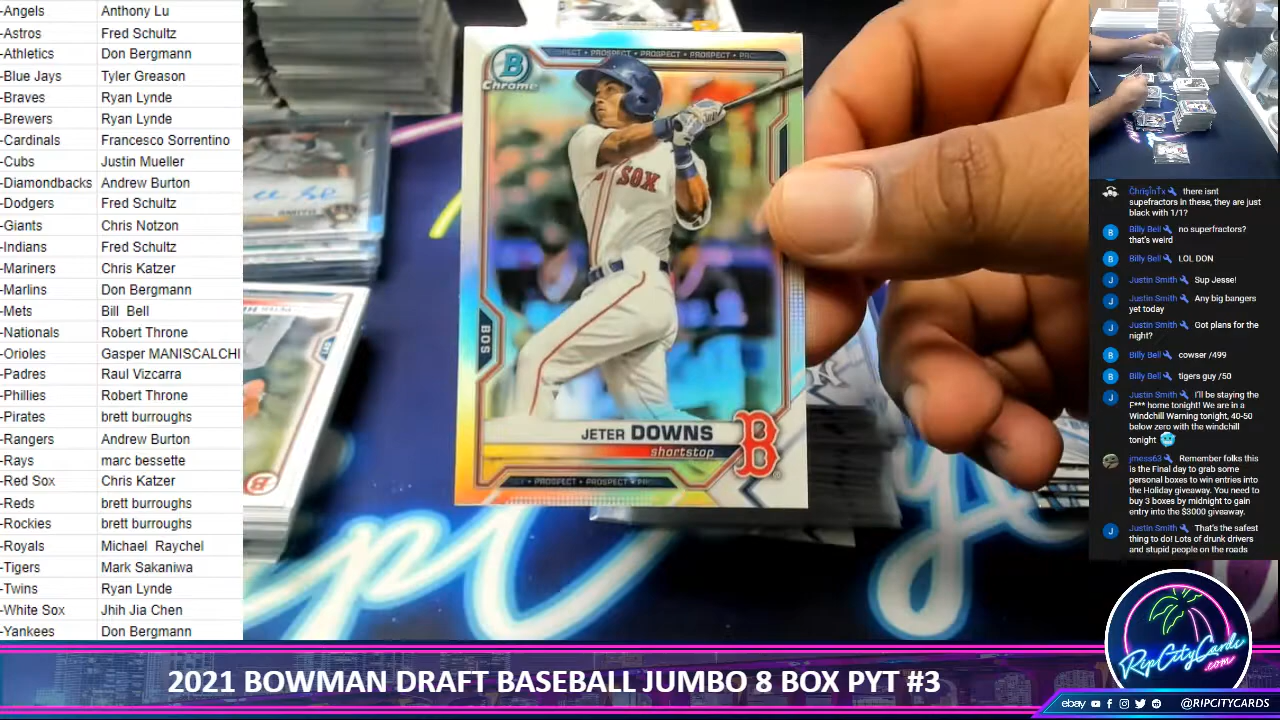 -Angels Anthony Lu
-Astros Fred Schultz
-Athletics Don Bergmann
-Blue Jays Tyler Greason
-Braves Ryan Lynde
-Brewers Ryan Lynde
-Cardinals Francesco Sorrentino
-Cubs Justin Mueller
-Diamondbacks Andrew Burton
-Dodgers Fred Schultz
-Giants Chris Notzon
-Indians Fred Schultz
-Mariners Chris Katzer
-Marlins Don Bergmann
-Mets Bill Bell
-Nationals Robert Throne
-Orioles Gasper MANISCALCHI
-Padres Raul Vizcarra
-Phillies Robert Throne
-Pirates brett burroughs
-Rangers Andrew Burton
-Rays marc bessette
-Red Sox Chris Katzer
-Reds brett burroughs
-Rockies brett burroughs
-Royals Michael Raychel
-Tigers Mark Sakaniwa
-Twins Ryan Lynde
-White Sox Jhih Jia Chen
-Yankees Don Bergmann
PROSPECT • PROSPECT • PROSPECT
B
Chrome
SOX
BOS
JETER DOWNS
shortstop
B
• PROSPECT • PROSPECT •
there isnt
supefractors in these, they are just
black with 1/1?
B Billy Bell no superfractors?
that's weird
B Billy Bell LOL DON
J Justin Smith Sup Jesse!
J Justin Smith Any big bangers
yet today
J Justin Smith Got plans for the
night?
B Billy Bell cowser /499
B Billy Bell tigers guy /50
J Justin Smith I'll be staying the
F*** home tonight! We are in a
Windchill Warning tonight, 40-50
below zero with the windchill
tonight
jmess63 Remember folks this
is the Final day to grab some
personal boxes to win entries into
the Holiday giveaway. You need to
buy 3 boxes by midnight to gain
entry into the $3000 giveaway.
J Justin Smith That's the safest
thing to do! Lots of drunk drivers
and stupid people on the roads
RipCityCards
.com
2021 BOWMAN DRAFT BASEBALL JUMBO 8 BOX PYT #3
ebay @RIPCITYCARDS